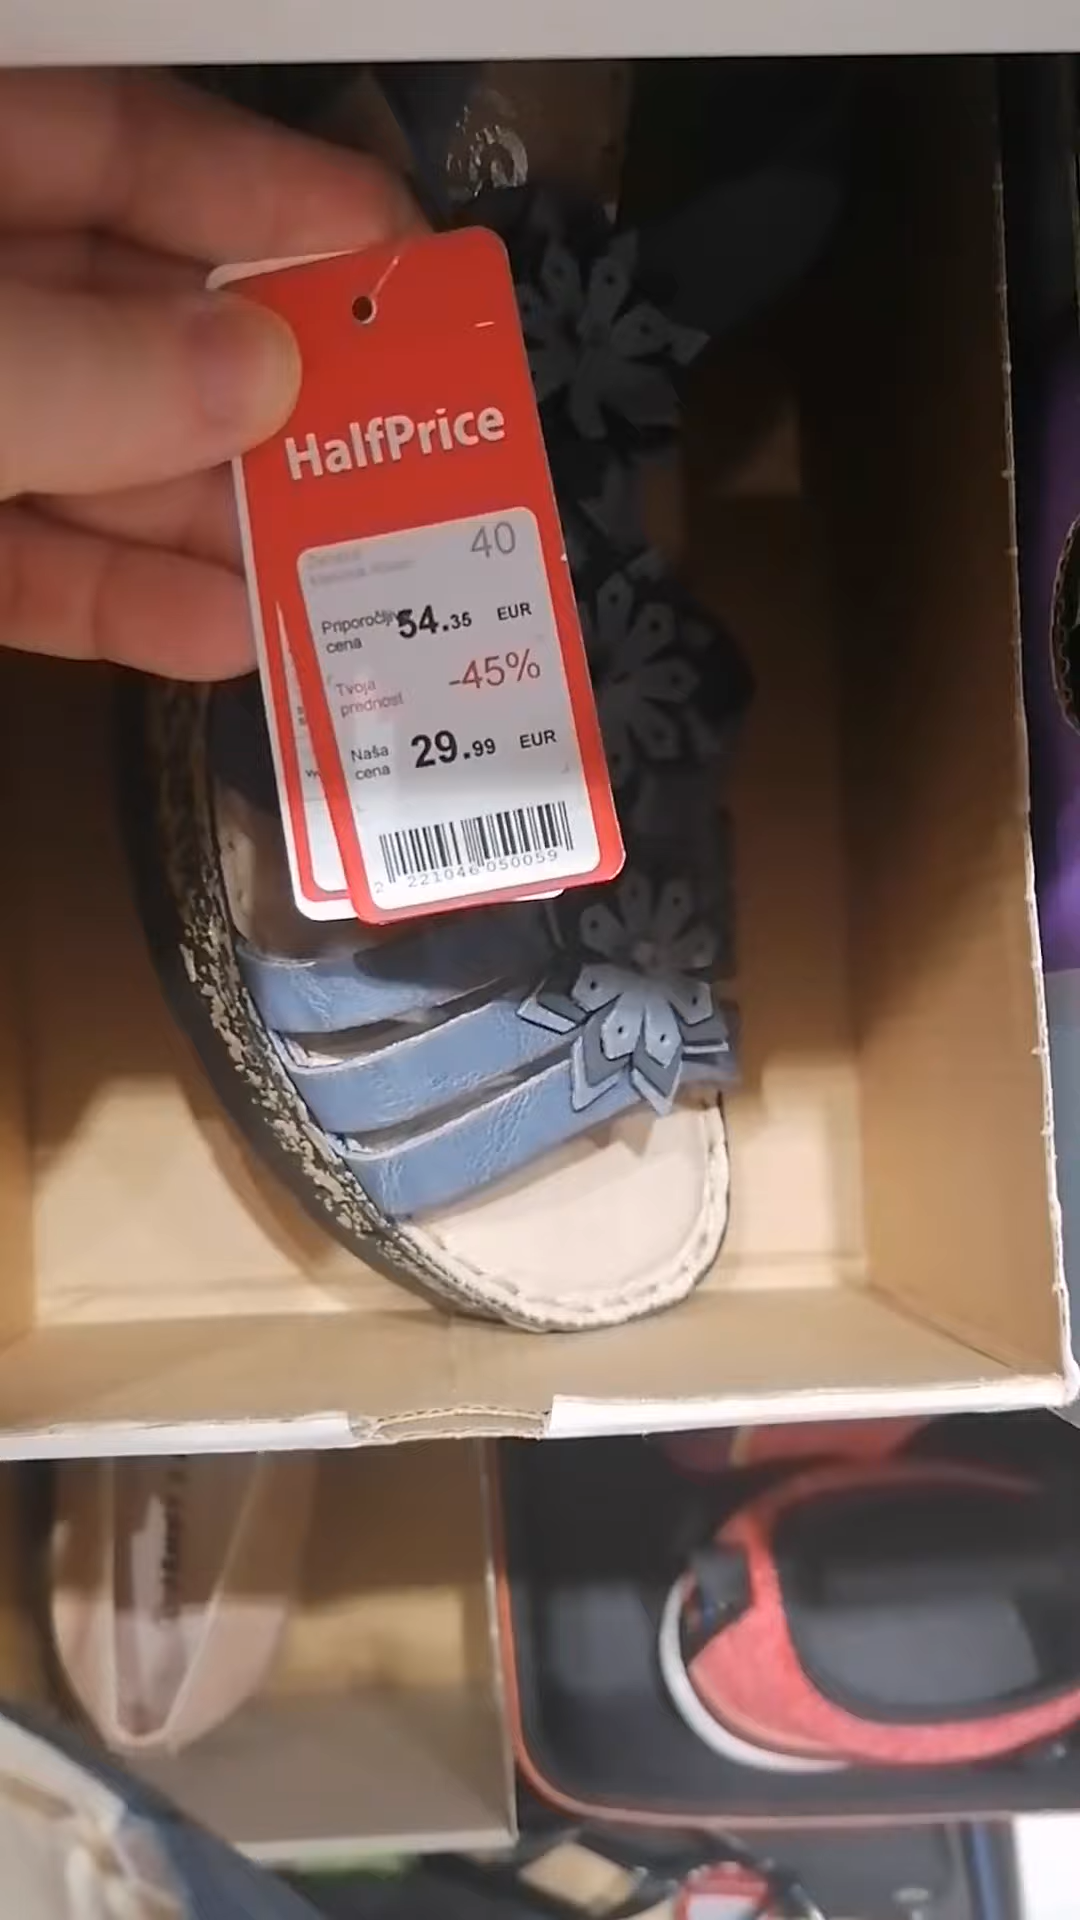 HalfPrice
40
Priporočljiva 54.35 EUR
cena
Tvoja -45%
prednost
Naša 29.99 EUR
cena
2 221046 050059